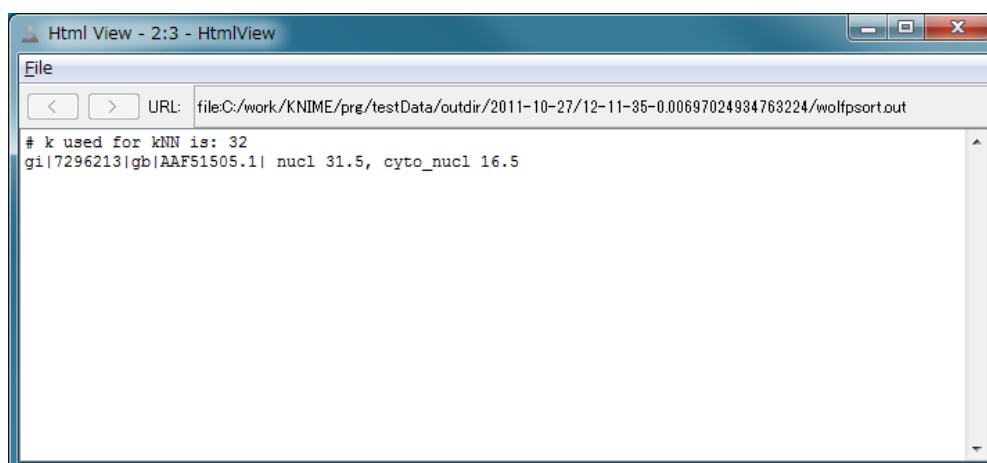 Html View - 2:3 - HtmlView
File
< > URL: file:C:/work/KNIME/prg/testData/outdir/2011-10-27/12-11-35-0.00697024934763224/wolfpsort.out
# k used for kNN is: 32
gi|7296213|gb|AAF51505.1| nucl 31.5, cyto_nucl 16.5